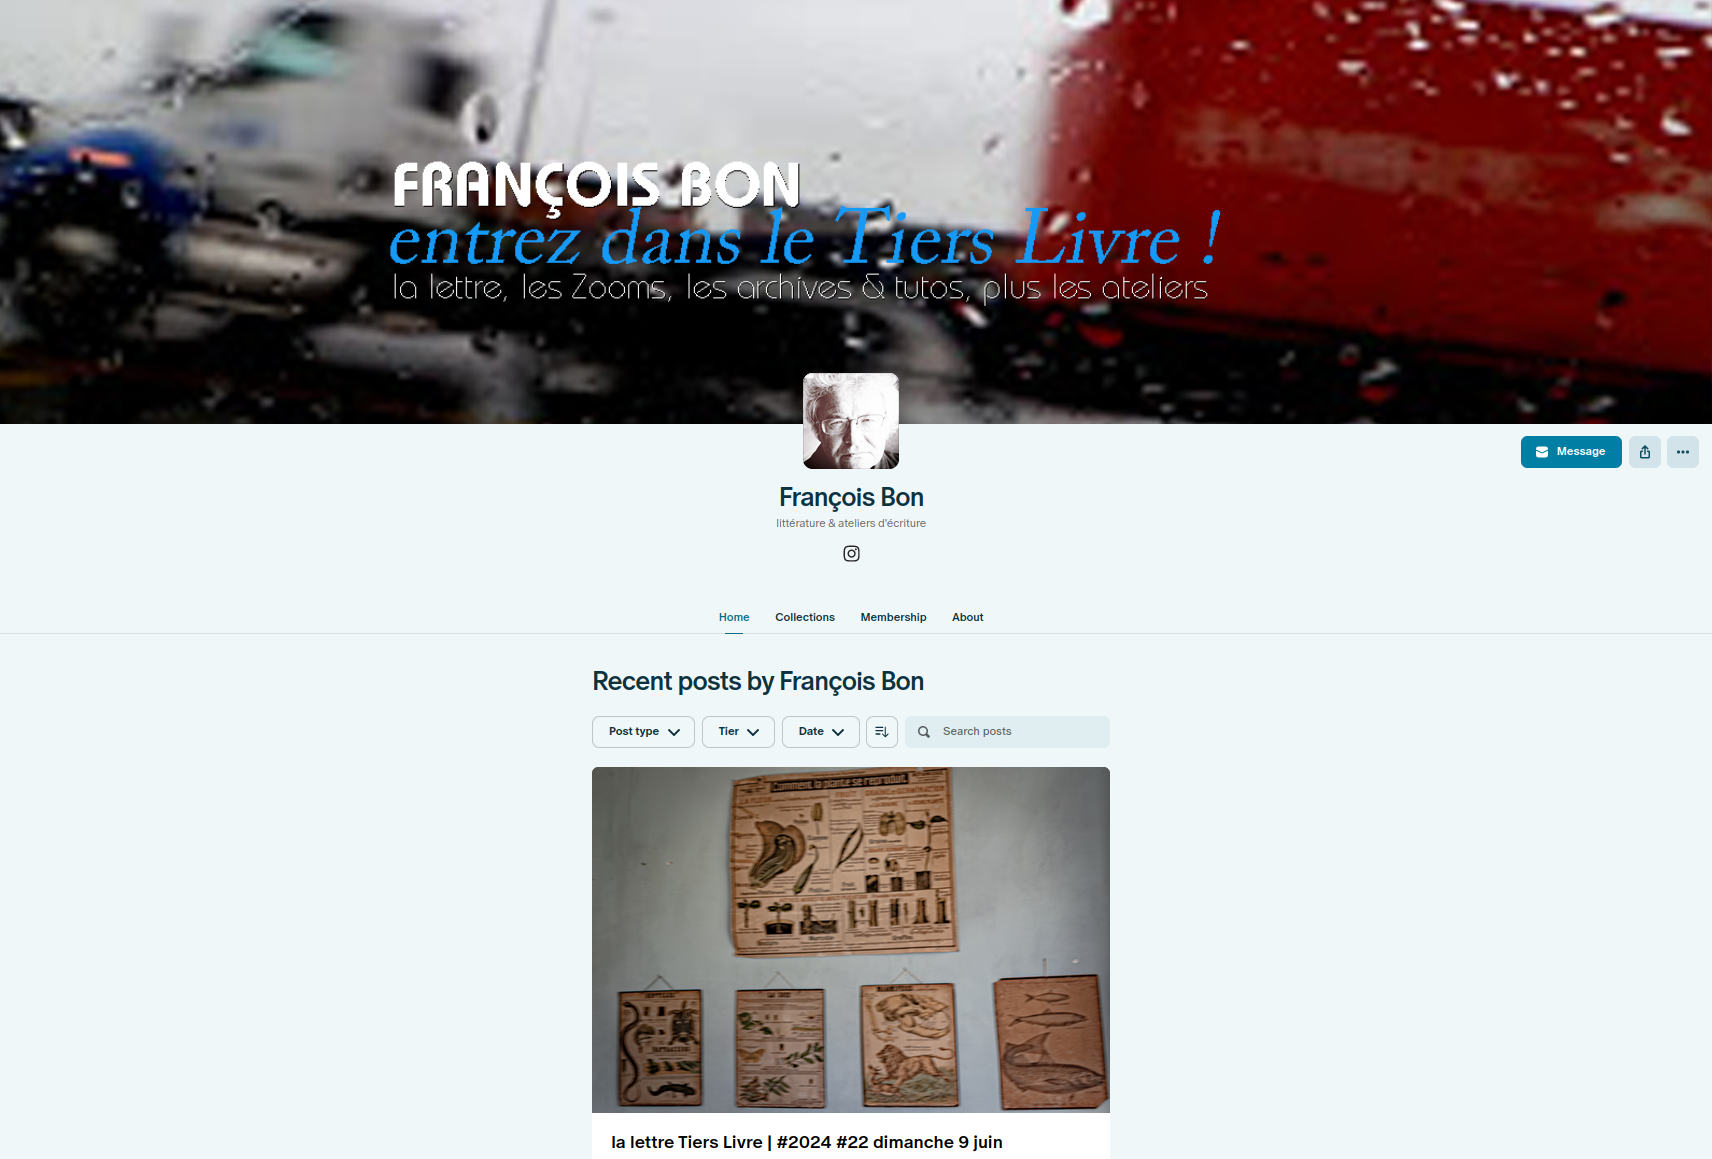 FRANÇOIS BON
entrez dans le Tiers Livre !
la lettre, les Zooms, les archives & tutos, plus les ateliers
Message
François Bon
littérature & ateliers d'écriture
Home Collections Membership About
Recent posts by François Bon
Post type Tier Date Search posts
Comment la plante se reproduit.
la lettre Tiers Livre | #2024 #22 dimanche 9 juin